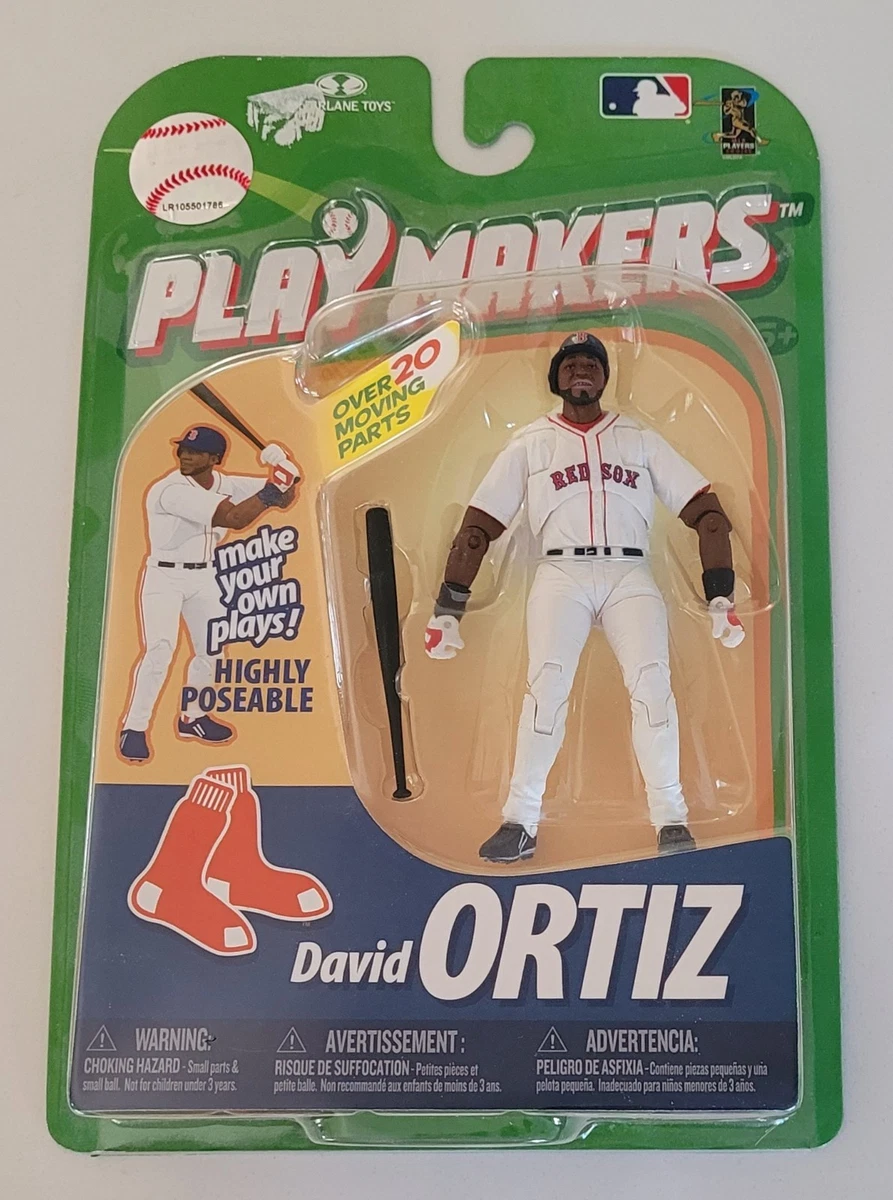 RLANE TOYS
LR105501786
PLAYMAKERS™
5+
OVER 20
MOVING
PARTS
B
RED SOX
make
your
own
plays!
HIGHLY
POSEABLE
David ORTIZ
WARNING:
CHOKING HAZARD - Small parts &
small ball. Not for children under 3 years.
AVERTISSEMENT :
RISQUE DE SUFFOCATION - Petites pièces et
petite balle. Non recommandé aux enfants de moins de 3 ans.
ADVERTENCIA:
PELIGRO DE ASFIXIA - Contiene piezas pequeñas y una
pelota pequeña. Inadecuado para niños menores de 3 años.